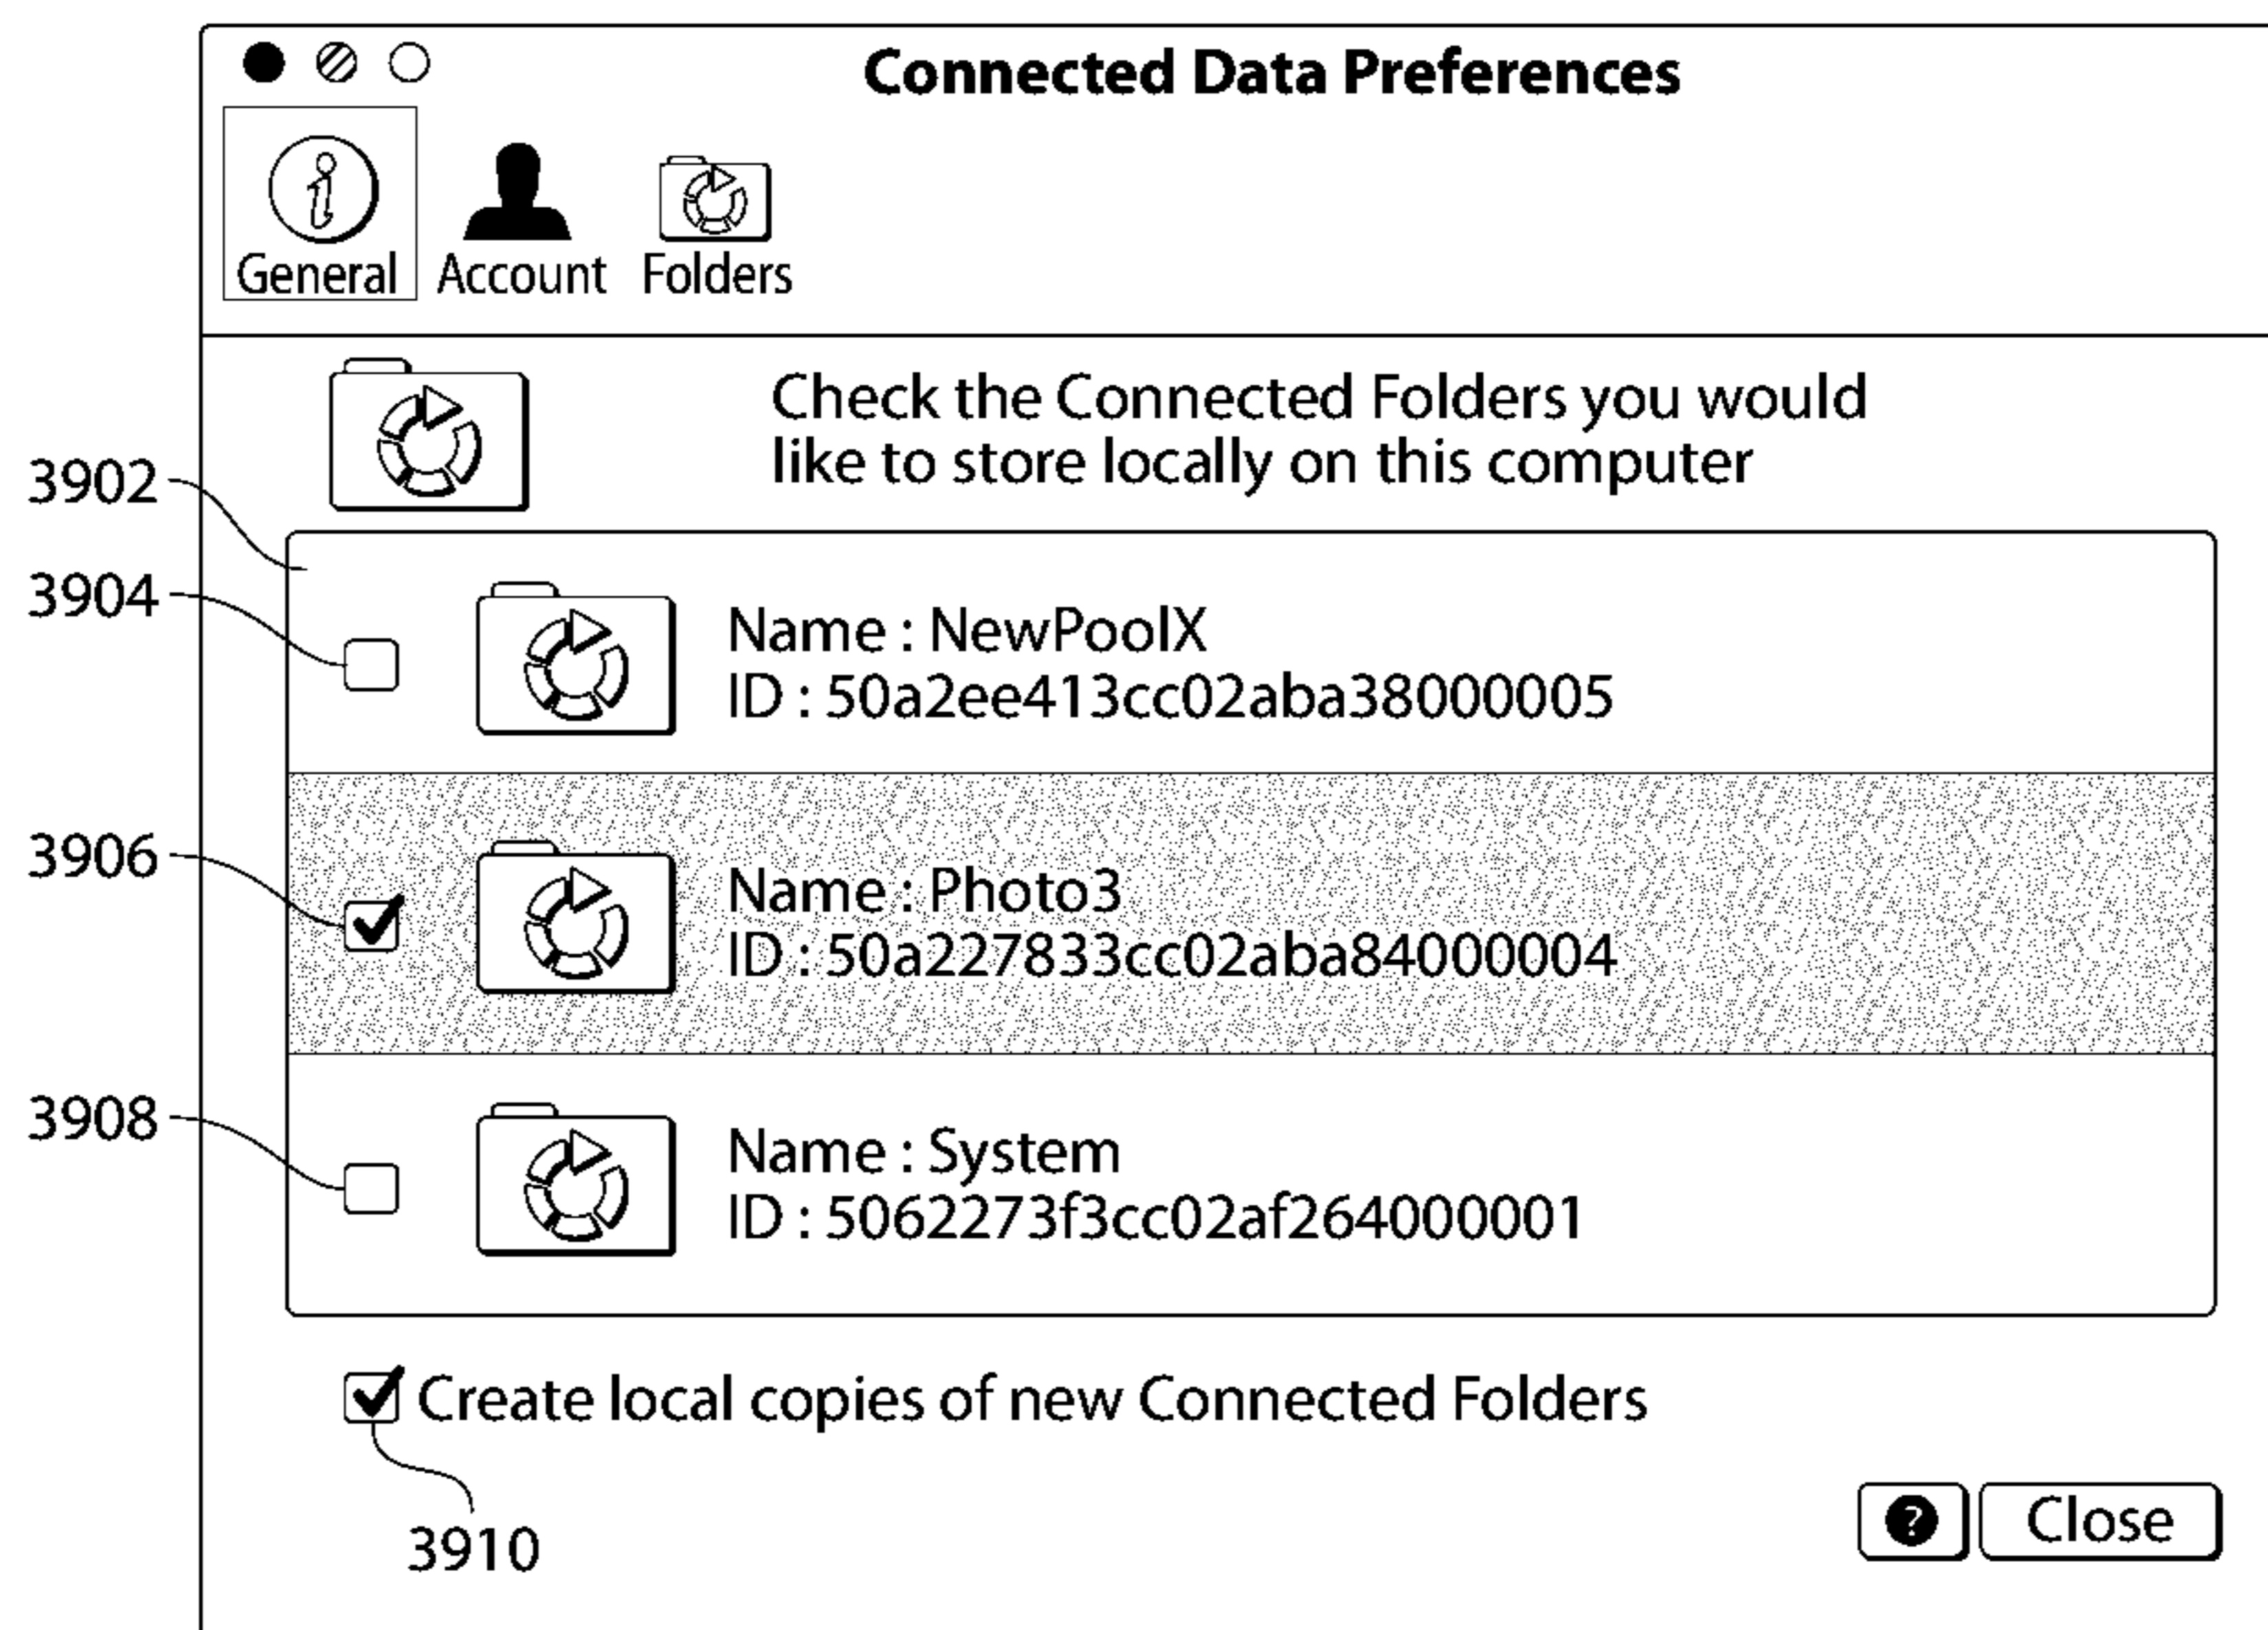 Connected Data Preferences
General Account Folders
Check the Connected Folders you would
like to store locally on this computer
3902
3904
Name : NewPoolX
ID : 50a2ee413cc02aba38000005
3906
Name : Photo3
ID : 50a227833cc02aba84000004
3908
Name : System
ID : 5062273f3cc02af264000001
Create local copies of new Connected Folders
3910
? Close